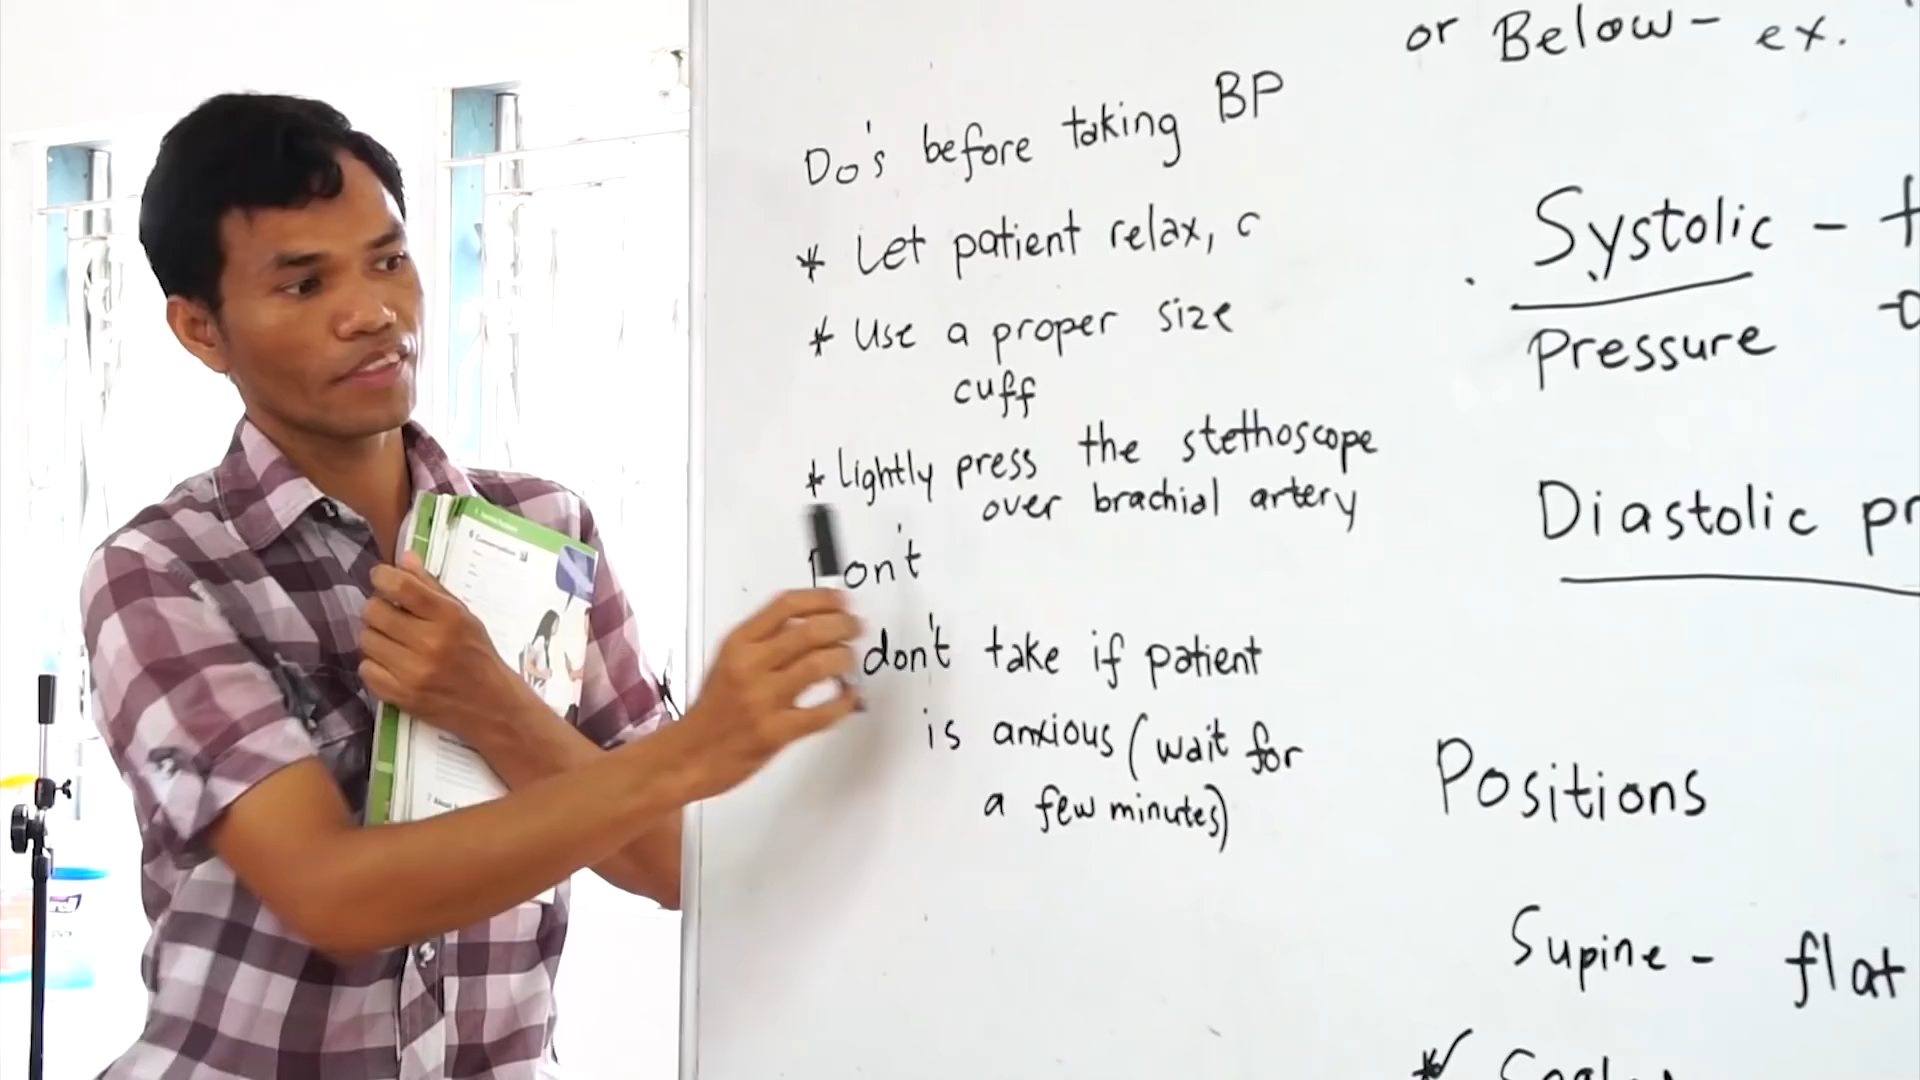 or Below - ex.
Do's before taking BP
* Let patient relax, c
* Use a proper size
cuff
* Lightly press the stethoscope
over brachial artery
Don't
don't take if patient
is anxious (wait for
a few minutes)
Systolic -
Pressure
Diastolic pr
Positions
Supine - flat